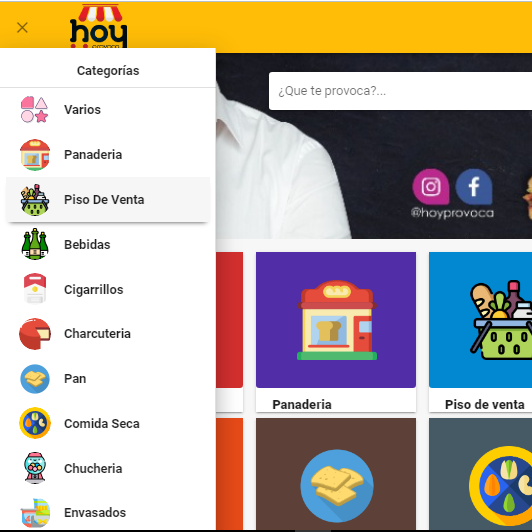 hoy
PROVOCA
Categorías
Varios
Panaderia
Piso De Venta
Bebidas
Cigarrillos
Charcuteria
Pan
Comida Seca
Chucheria
Envasados
¿Que te provoca?...
@hoyprovoca
Panaderia
Piso de venta